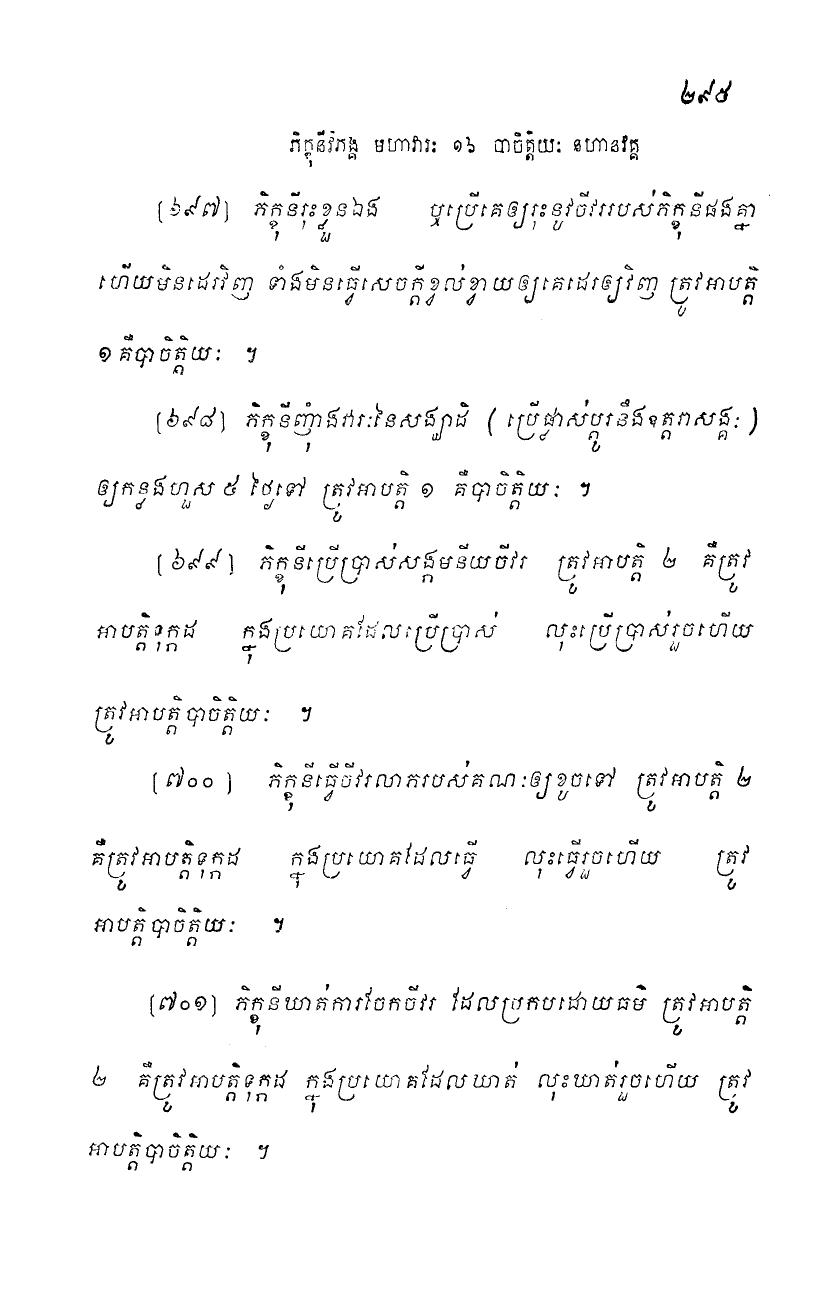 ២៩៥
ភិក្ខុនីវិភង្គ មហាវារៈ ១៦ បាចិត្តិយៈ នហានវគ្គ
[៦៩៧] ភិក្ខុនីរុះខ្លួនឯង ឬប្រើគេឲ្យរុះនូវចីវររបស់ភិក្ខុនីផងគ្នា
ហើយមិនដេរវិញ ទាំងមិនធ្វើសេចក្តីខ្វល់ខ្វាយឲ្យគេដេរឲ្យវិញ ត្រូវអាបត្តិ
១ គឺបាចិត្តិយៈ ។
[៦៩៨] ភិក្ខុនីញុំាងវារៈនៃសង្ឃាដិ ( ប្រើផ្លាស់ប្តូរនឹងឧត្តរាសង្គៈ )
ឲ្យកន្លងហួស ៥ ថ្ងៃទៅ ត្រូវអាបត្តិ ១ គឺបាចិត្តិយៈ ។
[៦៩៩] ភិក្ខុនីប្រើប្រាស់សង្កមនីយចីវរ ត្រូវអាបត្តិ ២ គឺត្រូវ
អាបត្តិទុក្កដ ក្នុងប្រយោគដែលប្រើប្រាស់ លុះប្រើប្រាស់រួចហើយ
ត្រូវអាបត្តិបាចិត្តិយៈ ។
[៧០០] ភិក្ខុនីធ្វើចីវរលាភរបស់គណៈឲ្យខូចទៅ ត្រូវអាបត្តិ ២
គឺត្រូវអាបត្តិទុក្កដ ក្នុងប្រយោគដែលធ្វើ លុះធ្វើរួចហើយ ត្រូវ
អាបត្តិបាចិត្តិយៈ ។
[៧០១] ភិក្ខុនីឃាត់ការចែកចីវរ ដែលប្រកបដោយធម៌ ត្រូវអាបត្តិ
២ គឺត្រូវអាបត្តិទុក្កដ ក្នុងប្រយោគដែលឃាត់ លុះឃាត់រួចហើយ ត្រូវ
អាបត្តិបាចិត្តិយៈ ។